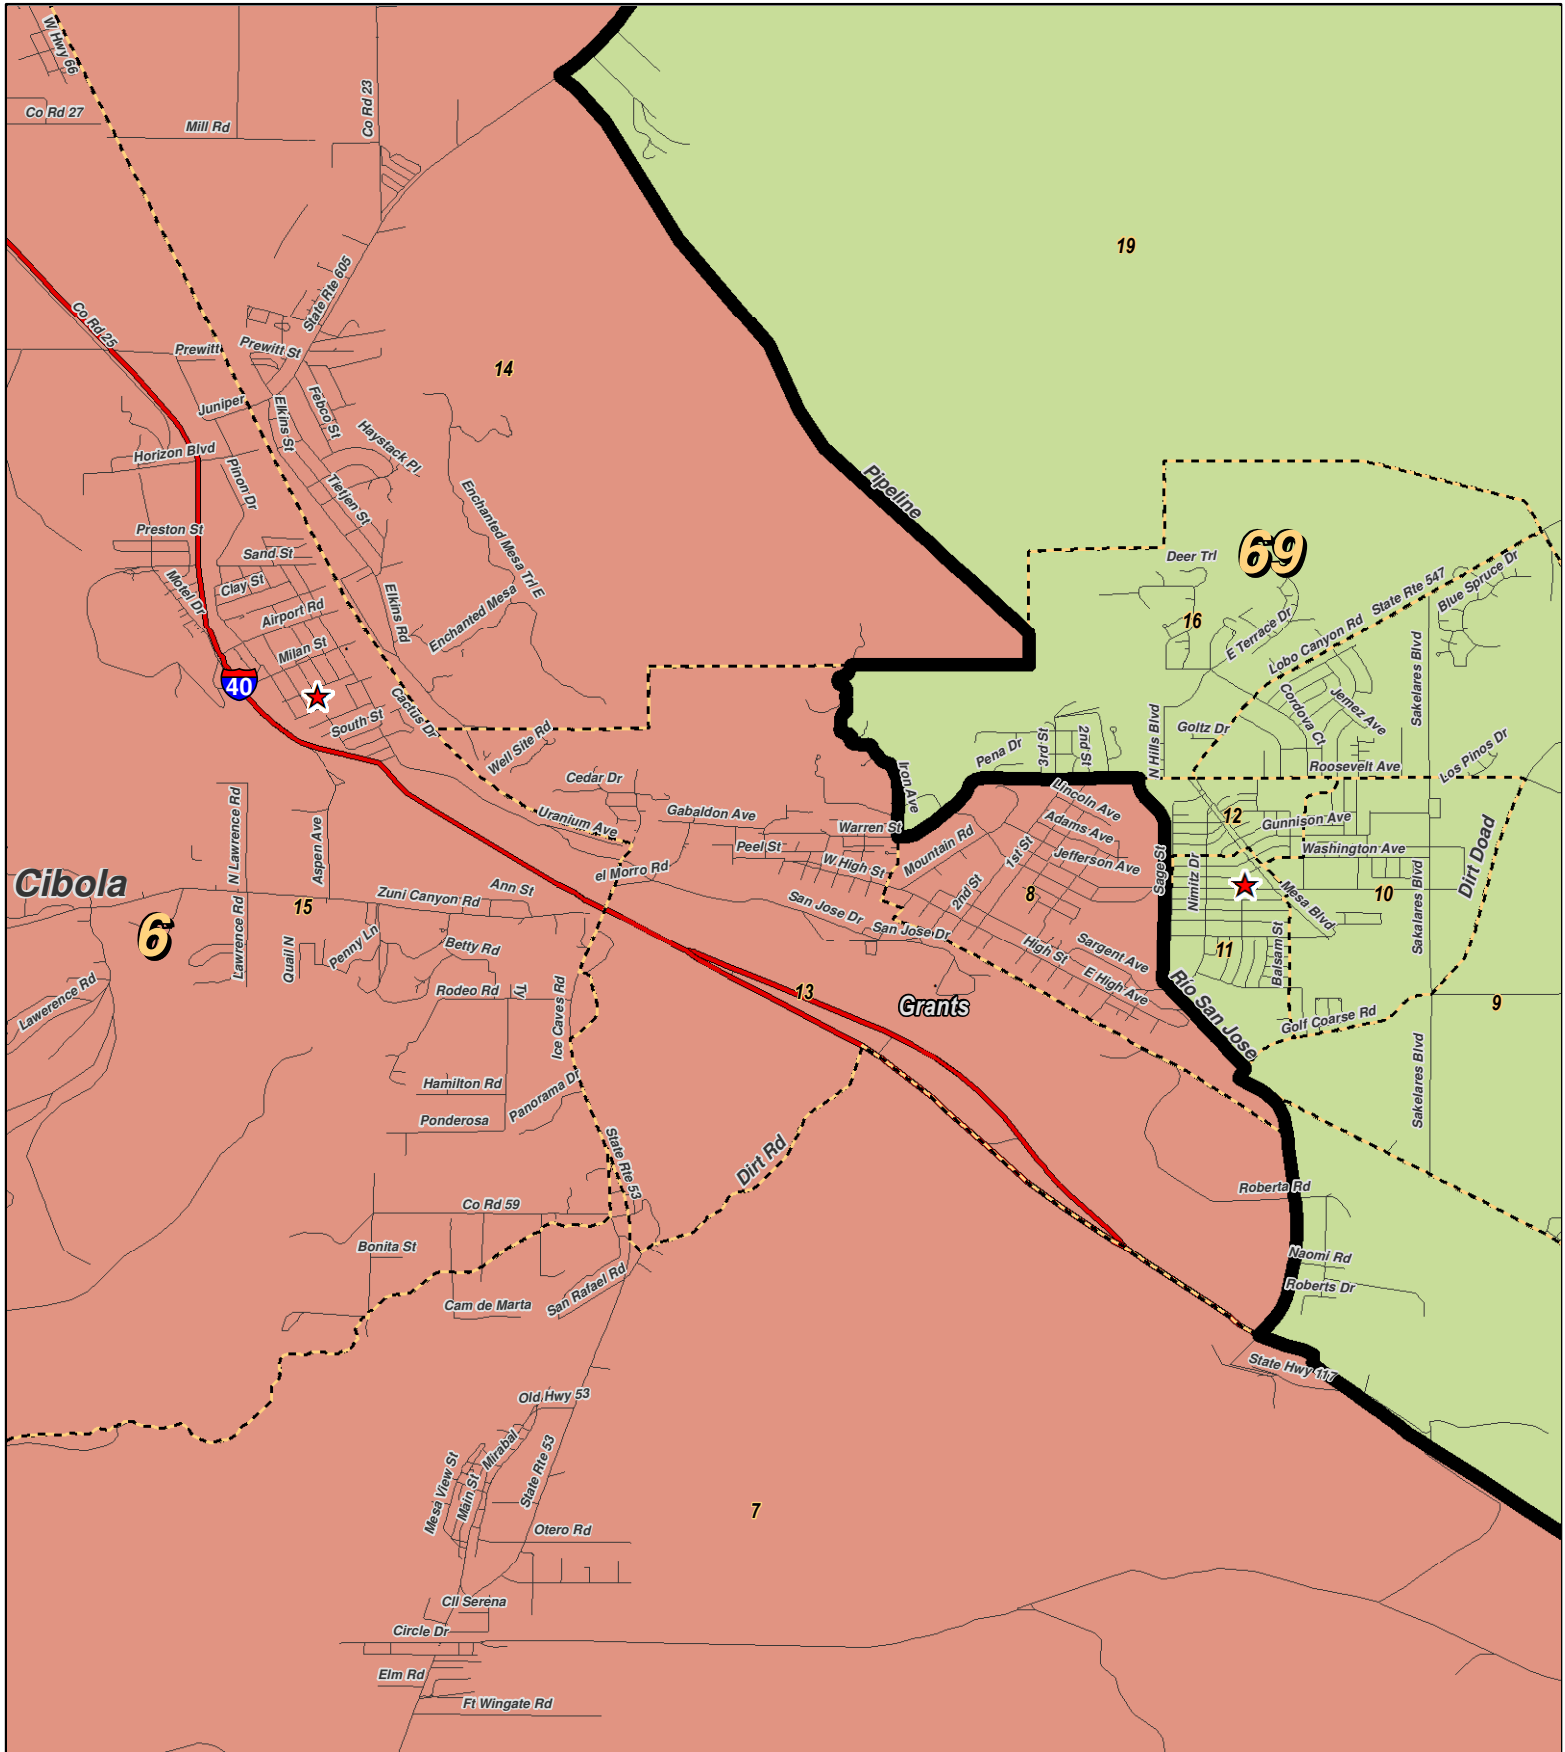 W Hwy 66
Co Rd 27
Mill Rd
Co Rd 23
19
State Rte 605
Co Rd 25
Prewitt
Prewitt St
14
Juniper
Elkins St
Febco St
Haystack Pl
Horizon Blvd
Pinon Dr
Tietjen St
Enchanted Mesa Trl E
Pipeline
Preston St
Sand St
69
Deer Trl
State Rte 547
Blue Spruce Dr
Motel Dr
Clay St
Airport Rd
Elkins Rd
Enchanted Mesa
16
E Terrace Dr
Lobo Canyon Rd
Milan St
40
Cactus Dr
South St
Well Site Rd
Sakelares Blvd
Cordova Ct
Jemez Ave
N Hills Blvd
Goltz Dr
Pena Dr
3rd St
2nd St
Iron Ave
Roosevelt Ave
Los Pinos Dr
Cedar Dr
N Lawrence Rd
Uranium Ave
Gabaldon Ave
Warren St
Lincoln Ave
12
Gunnison Ave
Aspen Ave
Peel St
W High St
Mountain Rd
1st St
Adams Ave
Jefferson Ave
Sage St
Washington Ave
Dirt Doad
Cibola
el Morro Rd
Ann St
Zuni Canyon Rd
2nd St
8
Nimitz Dr
Mesa Blvd
10
Sakalares Blvd
15
6
Lawrence Rd
Quail N
Penny Ln
Betty Rd
San Jose Dr
San Jose Dr
High St
Sargent Ave
E High Ave
11
Balsam St
Lawerence Rd
Rodeo Rd
Ty
Ice Caves Rd
13
Grants
Rio San Jose
Golf Coarse Rd
9
Hamilton Rd
Panorama Dr
Ponderosa
Sakelares Blvd
State Rte 53
Dirt Rd
Co Rd 59
Roberta Rd
Bonita St
Naomi Rd
Roberts Dr
San Rafael Rd
Cam de Marta
State Hwy 117
Old Hwy 53
Mirabal
Mesa View St
Main St
State Rte 53
7
Otero Rd
Cll Serena
Circle Dr
Elm Rd
Ft Wingate Rd